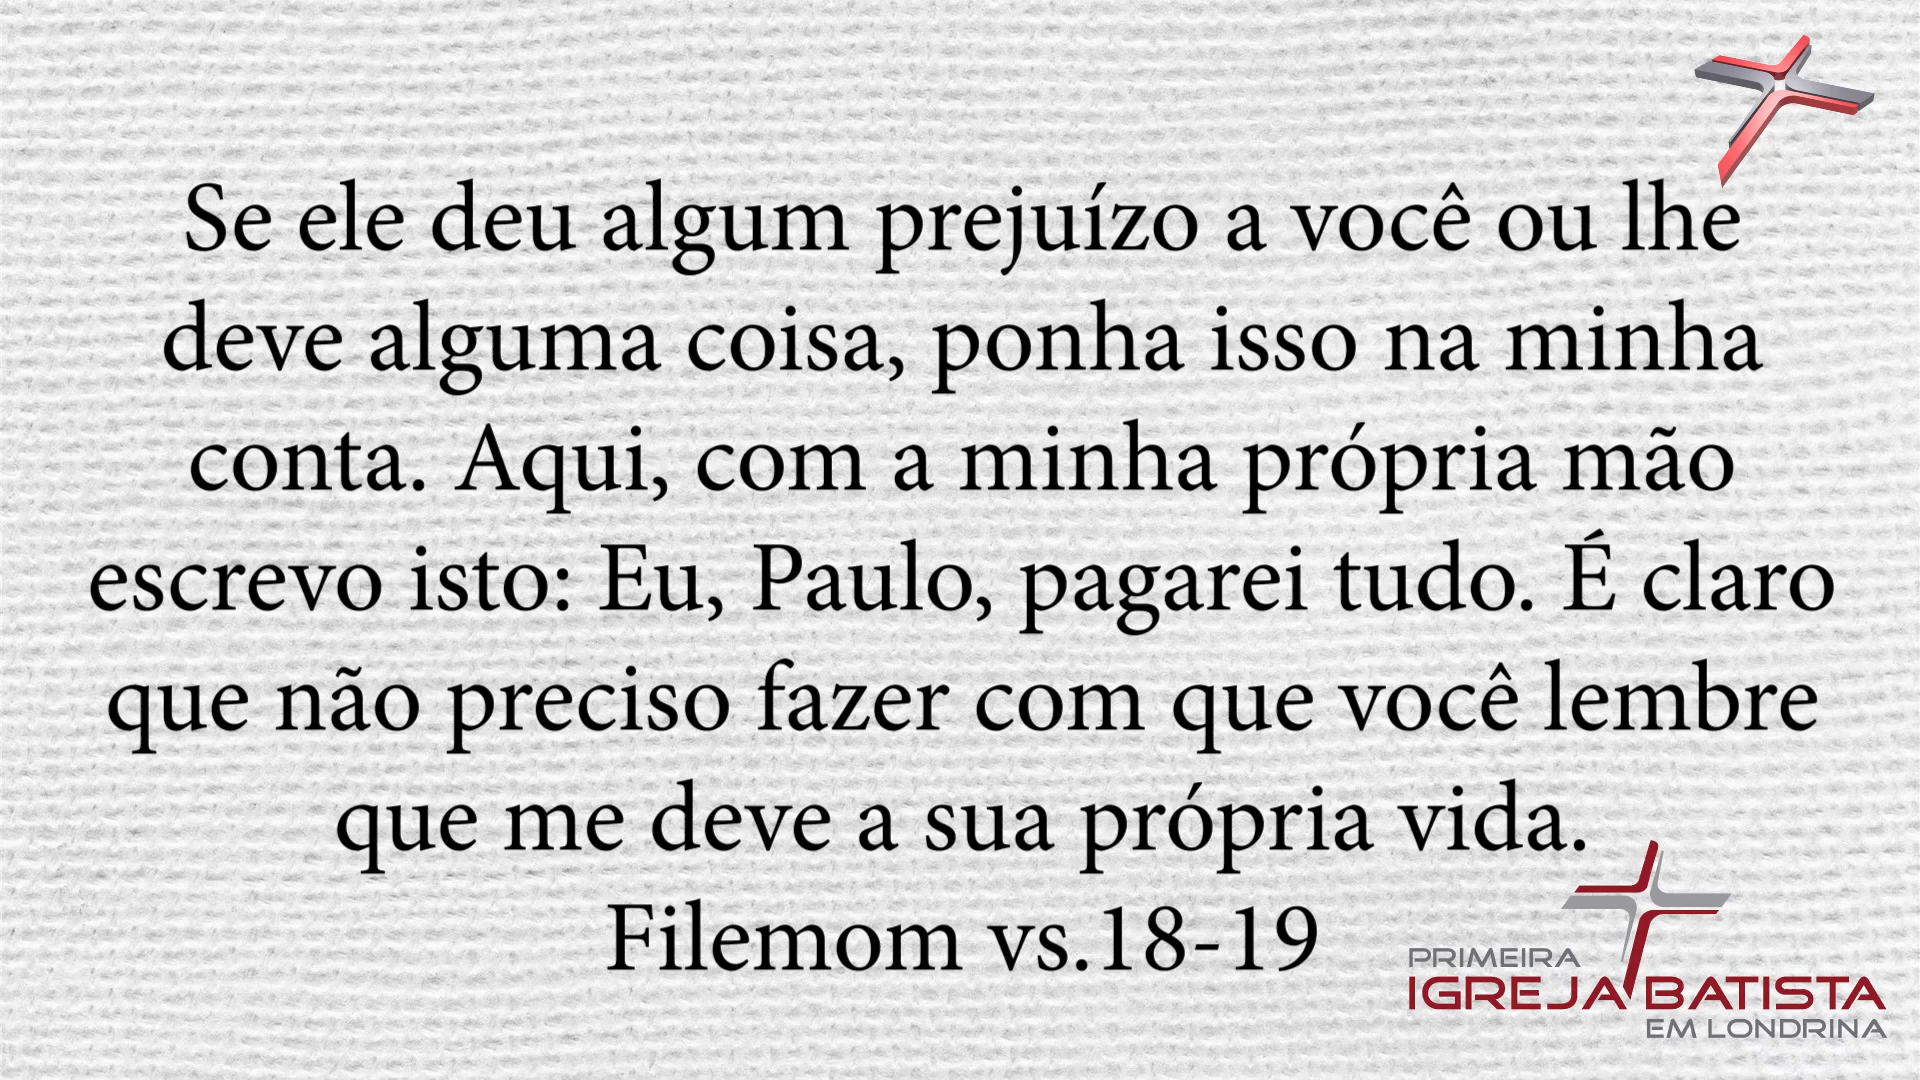 Se ele deu algum prejuízo a você ou lhe
deve alguma coisa, ponha isso na minha
conta. Aqui, com a minha própria mão
escrevo isto: Eu, Paulo, pagarei tudo. É claro
que não preciso fazer com que você lembre
que me deve a sua própria vida.
Filemom vs.18-19
PRIMEIRA
IGREJA BATISTA
EM LONDRINA